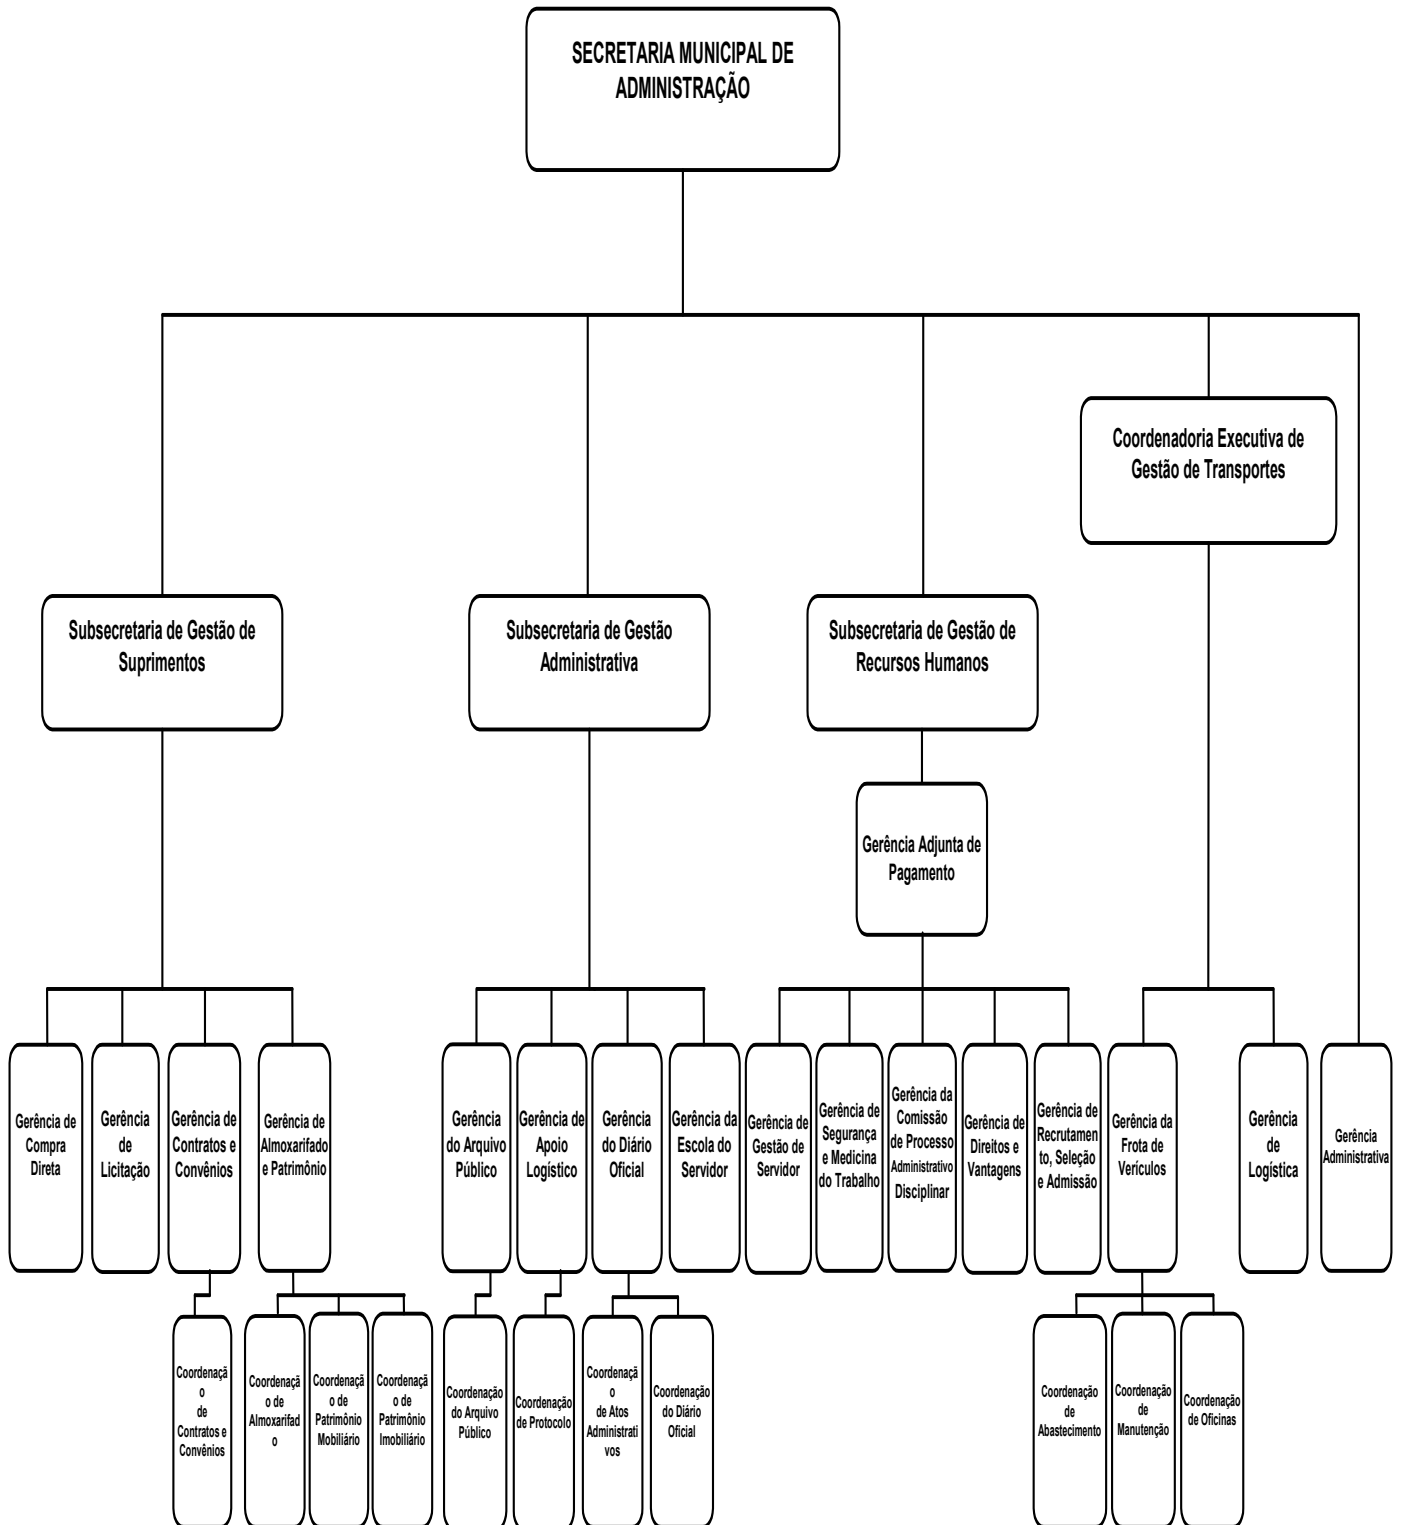 SECRETARIA MUNICIPAL DE
ADMINISTRAÇÃO
Coordenadoria Executiva de
Gestão de Transportes
Subsecretaria de Gestão de
Suprimentos
Subsecretaria de Gestão
Administrativa
Subsecretaria de Gestão de
Recursos Humanos
Gerência Adjunta de
Pagamento
Gerência de
Compra
Direta
Gerência
de
Licitação
Gerência de
Contratos e
Convênios
Gerência de
Almoxarifado
e Patrimônio
Gerência
do Arquivo
Público
Gerência de
Apoio
Logístico
Gerência
do Diário
Oficial
Gerência da
Escola do
Servidor
Gerência de
Gestão de
Servidor
Gerência de
Segurança
e Medicina
do Trabalho
Gerência da
Comissão
de Processo
Administrativo
Disciplinar
Gerência de
Direitos e
Vantagens
Gerência de
Recrutamen
to, Seleção
e Admissão
Gerência da
Frota de
Verículos
Gerência
de
Logística
Gerência
Administrativa
Coordenaçã
o
de
Contratos e
Convênios
Coordenaçã
o de
Almoxarifad
o
Coordenaçã
o de
Patrimônio
Mobiliário
Coordenaçã
o de
Patrimônio
Imobiliário
Coordenação
do Arquivo
Público
Coordenação
de Protocolo
Coordenaçã
o
de Atos
Administrati
vos
Coordenação
do Diário
Oficial
Coordenação
de
Abastecimento
Coordenação
de
Manutenção
Coordenação
de Oficinas